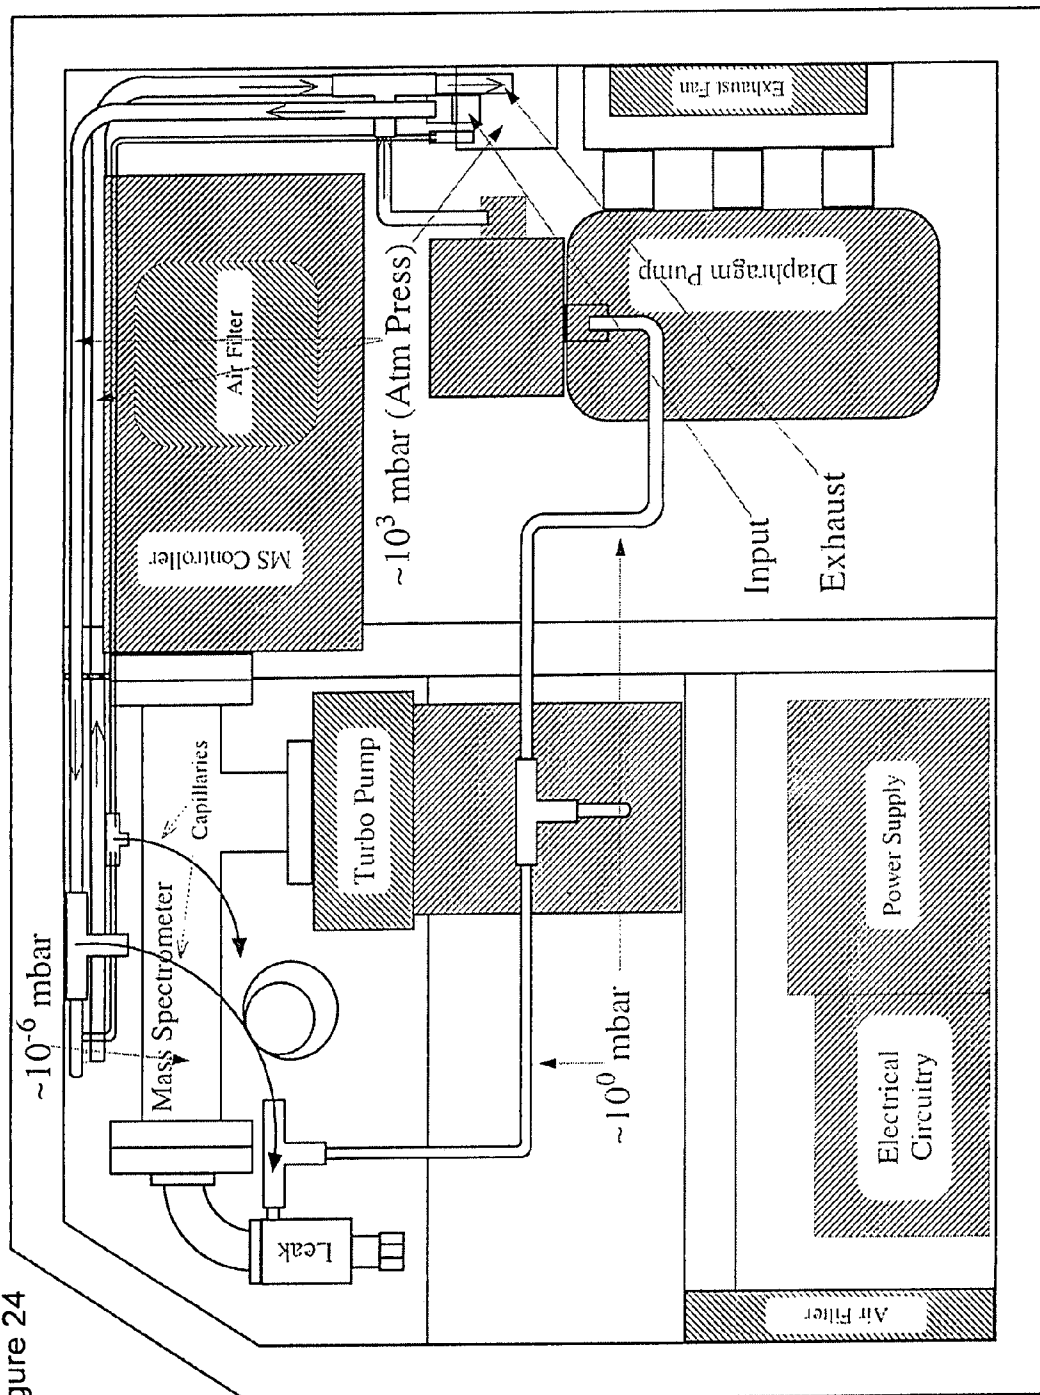 gure 24
~10⁻⁶ mbar
Mass Spectrometer
Capillaries
Leak
Turbo Pump
~10⁰ mbar
Air Filter
MS Controller
~10³ mbar (Atm Press)
Exhaust Fan
Diaphragm Pump
Input
Exhaust
Power Supply
Electrical
Circuitry
Air Filter